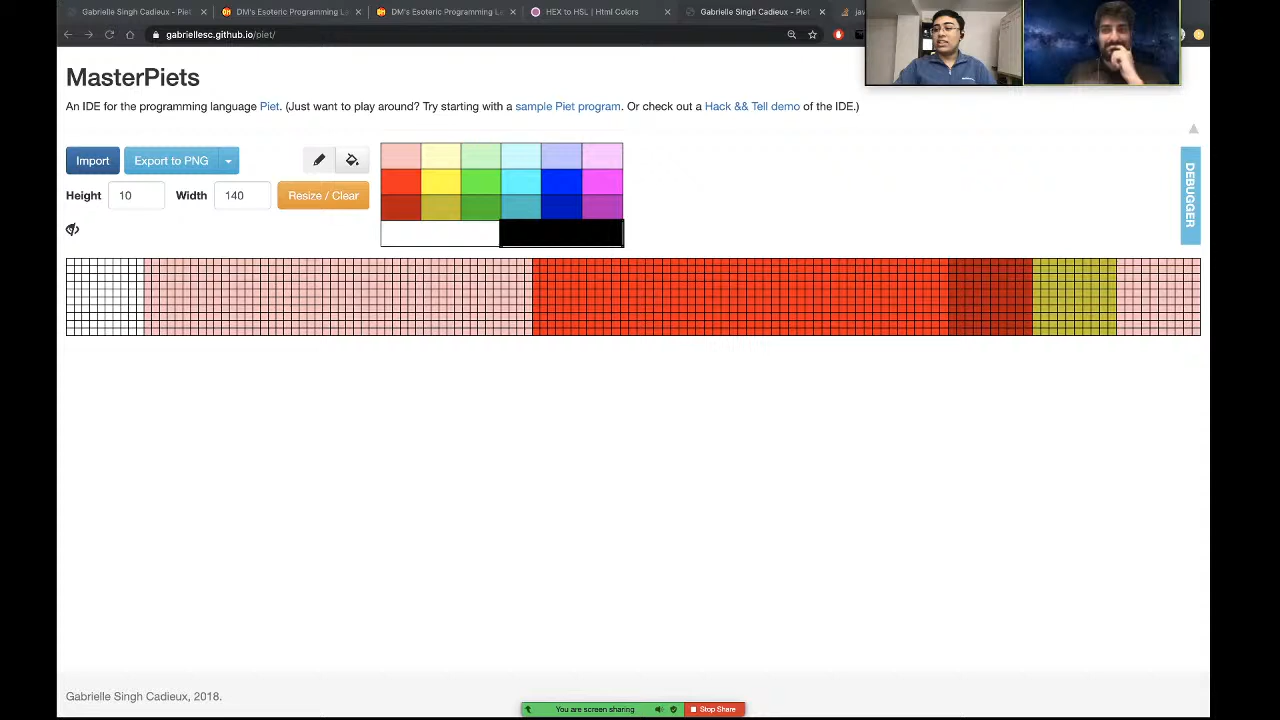 Gabrielle Singh Cadieux - Piet
DM's Esoteric Programming La
DM's Esoteric Programming La
HEX to HSL | Html Colors
Gabrielle Singh Cadieux - Piet
gabriellesc.github.io/piet/
MasterPiets
An IDE for the programming language Piet. (Just want to play around? Try starting with a sample Piet program. Or check out a Hack && Tell demo of the IDE.)
Import
Export to PNG
Height 10 Width 140 Resize / Clear
DEBUGGER
Gabrielle Singh Cadieux, 2018.
You are screen sharing
Stop Share